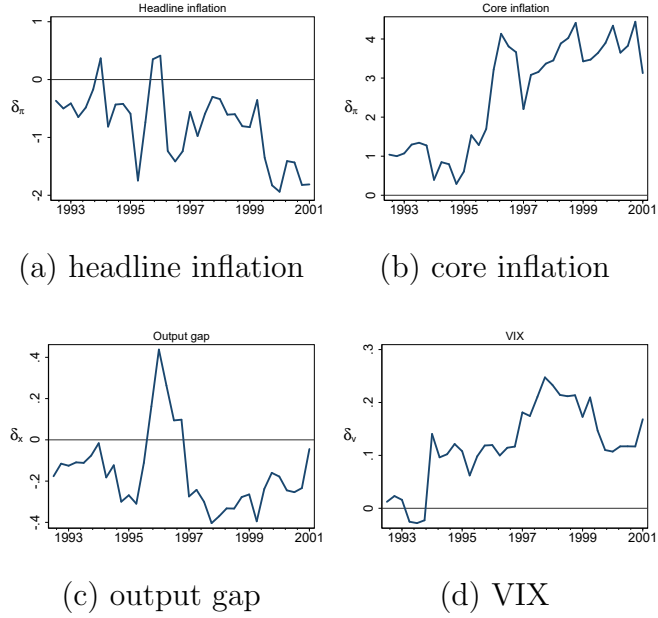 Headline inflation
1
0
-1
-2
δπ
1993 1995 1997 1999 2001
(a) headline inflation
Core inflation
4
3
2
1
0
δπ
1993 1995 1997 1999 2001
(b) core inflation
Output gap
.4
.2
0
-.2
-.4
δx
1993 1995 1997 1999 2001
(c) output gap
VIX
.3
.2
.1
0
δv
1993 1995 1997 1999 2001
(d) VIX